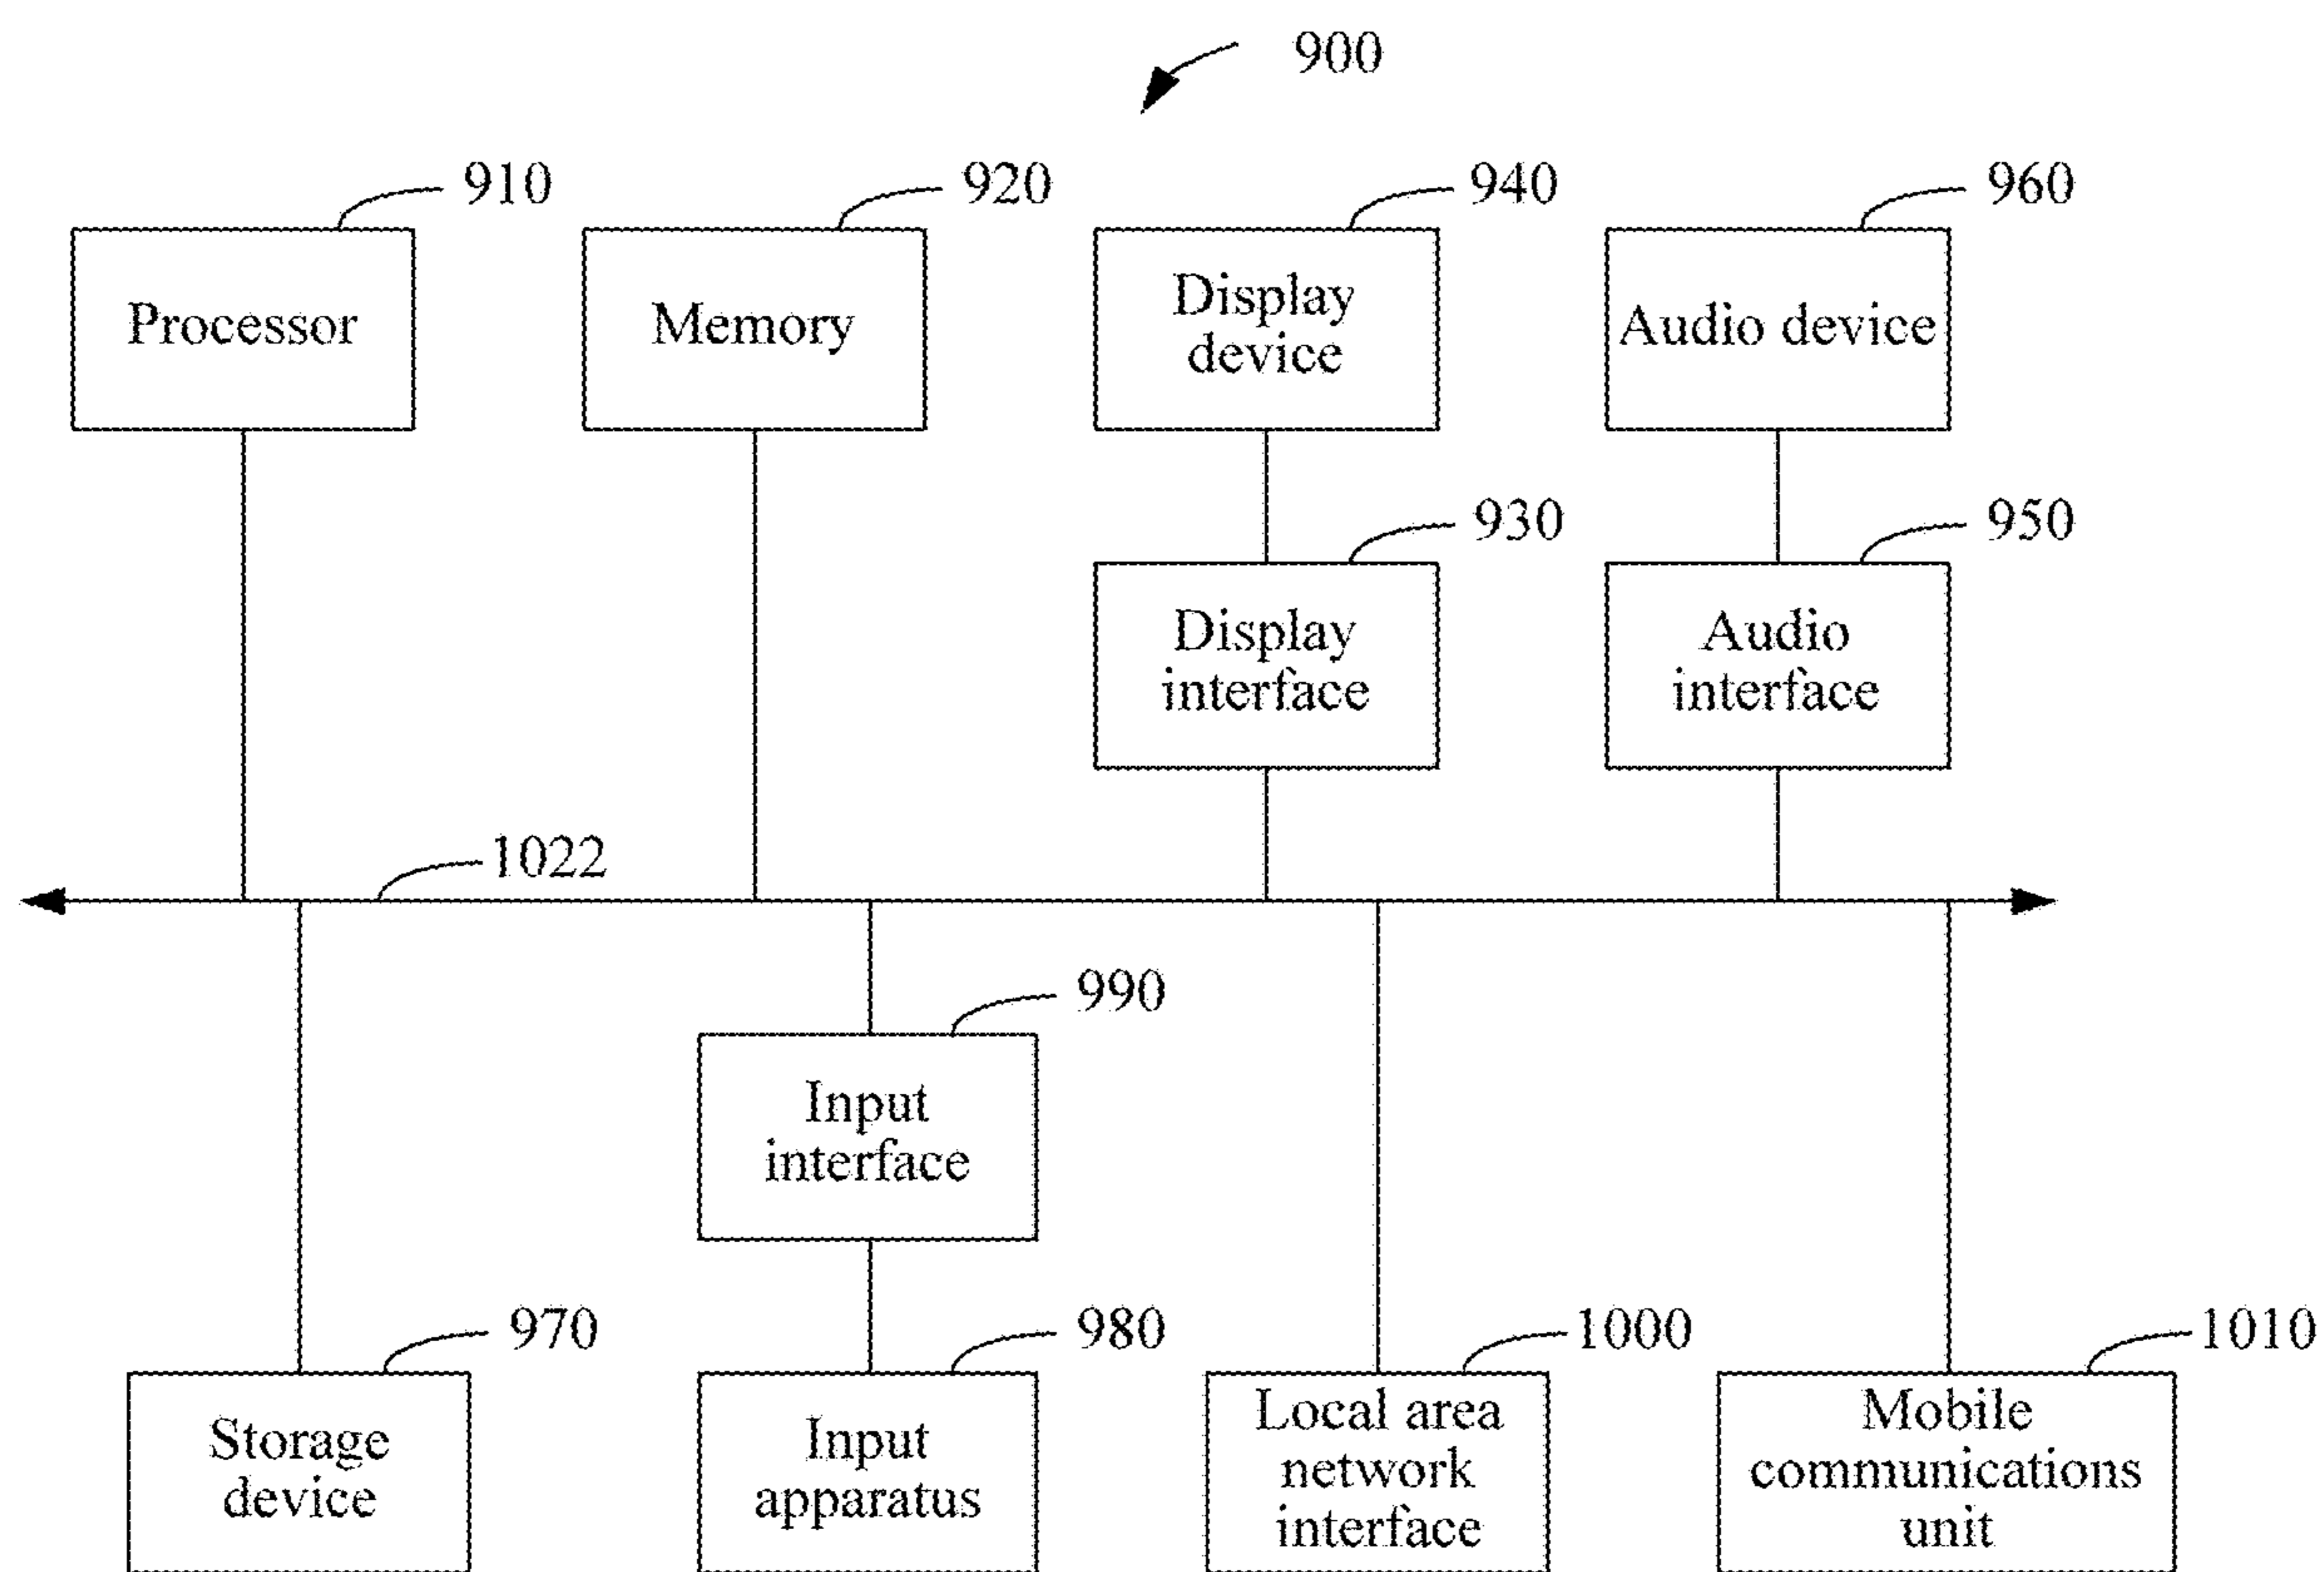 900
910
920
940
960
Processor
Memory
Display
device
Audio device
930
950
Display
interface
Audio
interface
1022
990
Input
interface
970
980
1000
1010
Storage
device
Input
apparatus
Local area
network
interface
Mobile
communications
unit